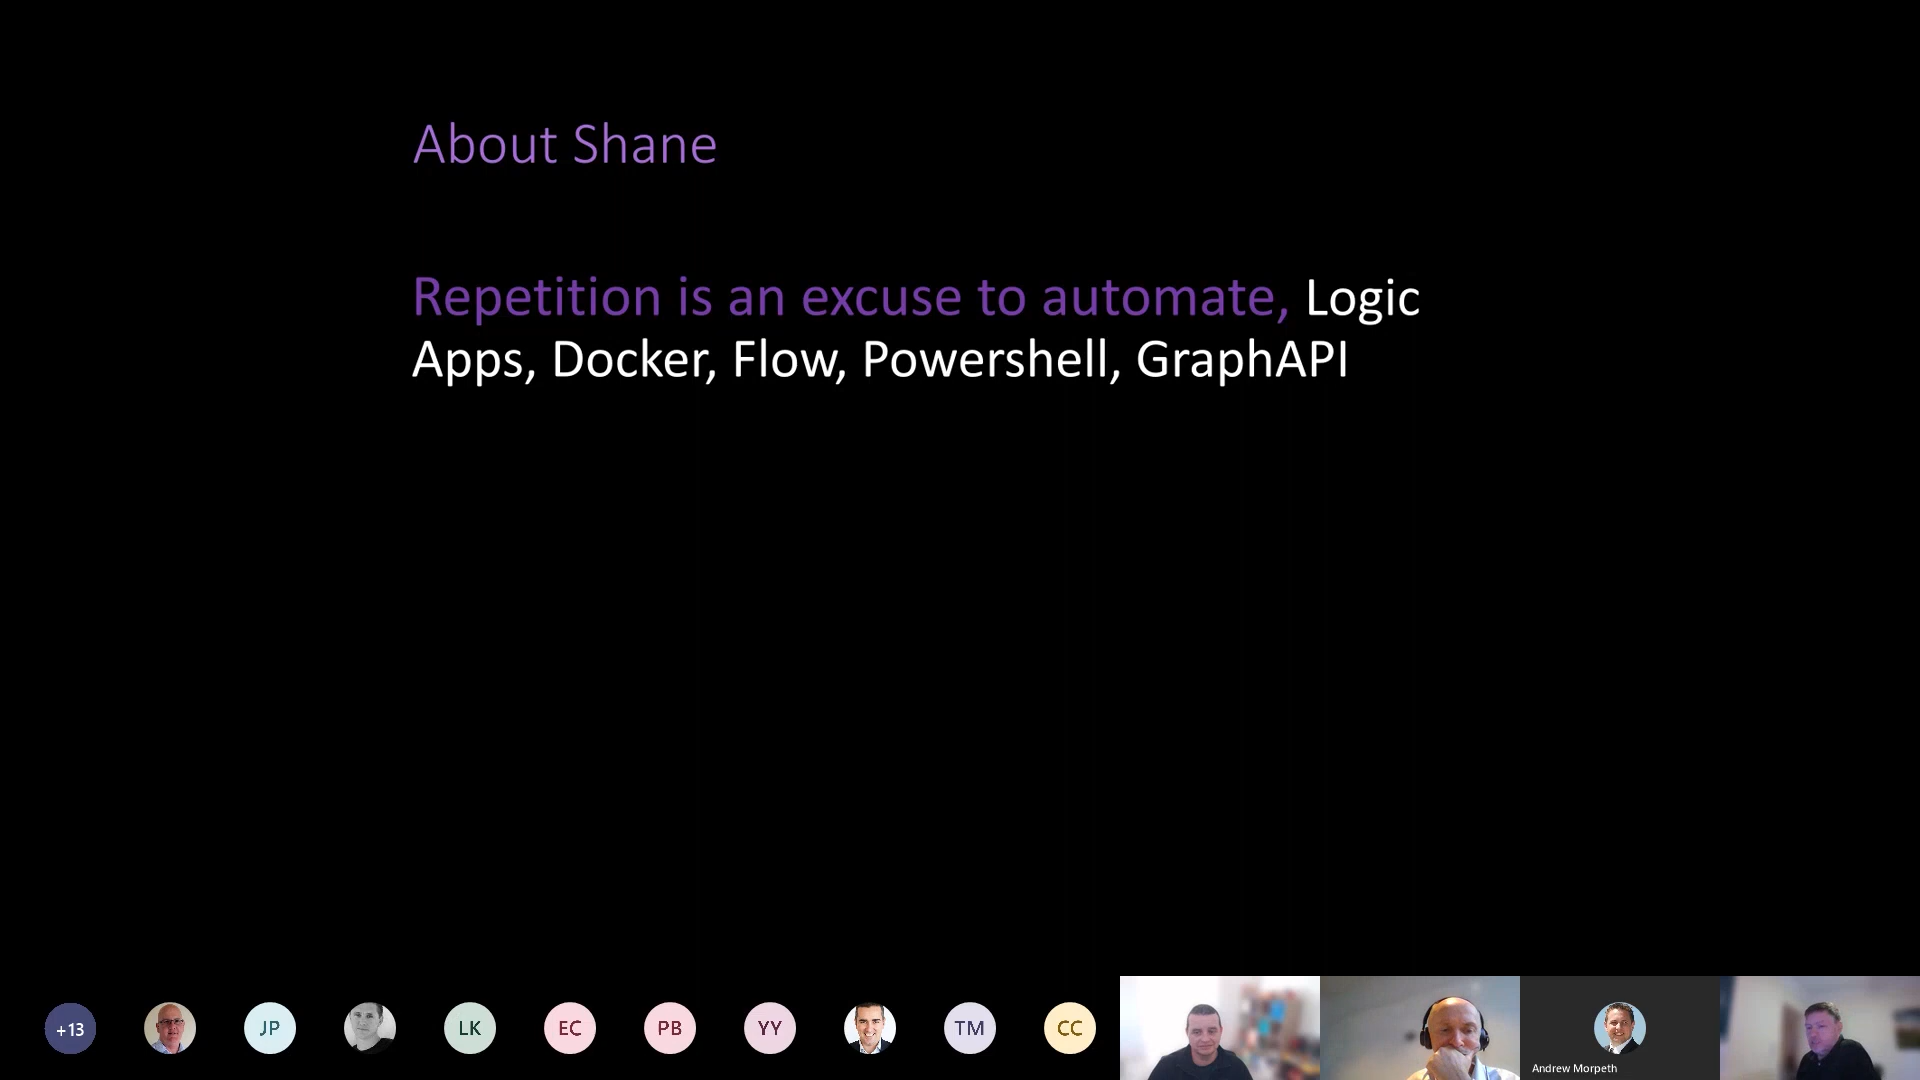 About Shane
Repetition is an excuse to automate, Logic
Apps, Docker, Flow, Powershell, GraphAPI
+13
JP
LK
EC
PB
YY
TM
CC
Andrew Morpeth